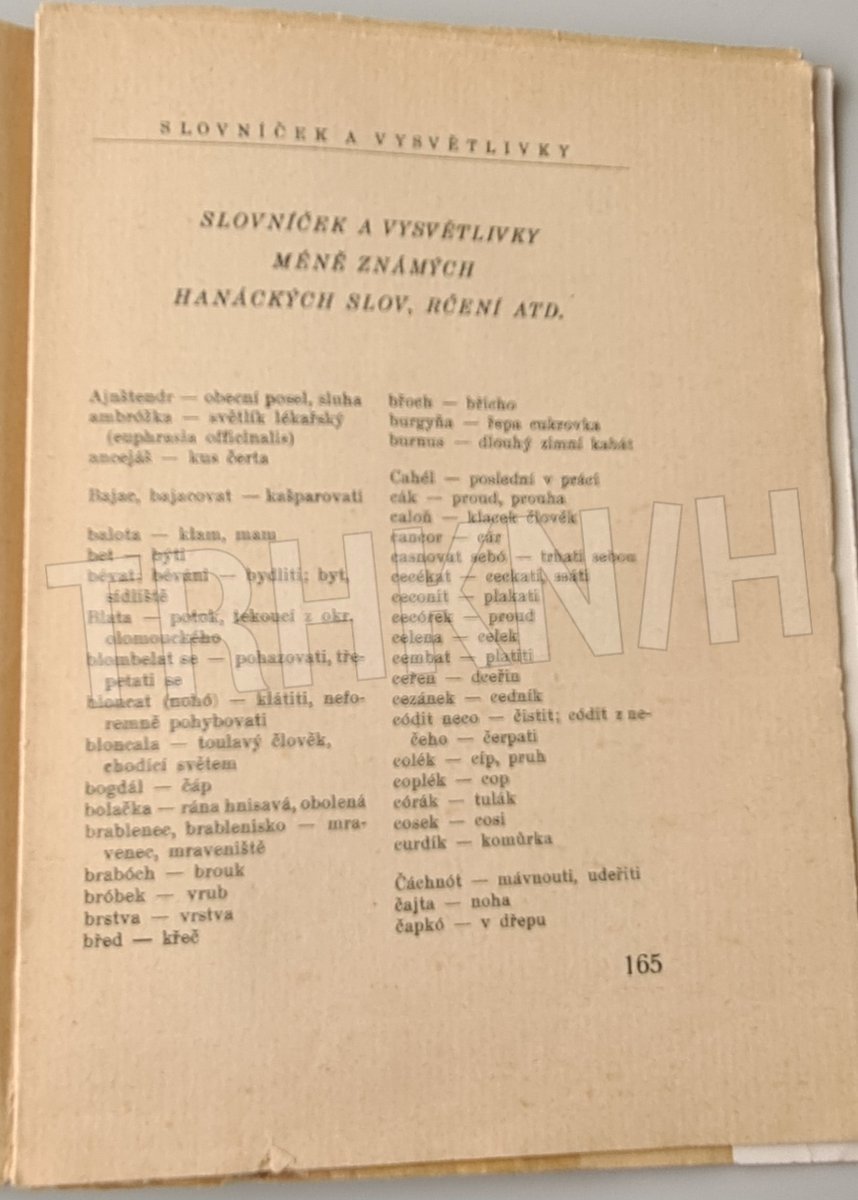 SLOVNÍČEK A VYSVĚTLIVKY
SLOVNÍČEK A VYSVĚTLIVKY
MÉNĚ ZNÁMÝCH
HANÁCKÝCH SLOV, RČENÍ ATD.
Ajnštendr — obecní posel, sluha
ambróžka — světlík lékařský
(euphrasia officinalis)
ancejáš — kus čerta
Bajac, bajacovat — kašparovati
balota — klam, mam
bet — býti
bévat, béváni — bydliti; byt,
sídliště
Blata — potok, tekoucí z okr.
olomouckého
blombelat se — poharovati, tře-
petati se
bloncat (nohó) — klátiti, nefo-
remně pohybovati
bloncala — toulavý člověk,
chodící světem
bogdál — čáp
bolačka — rána hnisavá, obolená
brablenec, brablenisko — mra-
venec, mraveniště
brabóch — brouk
bróbek — vrub
brstva — vrstva
břed — křeč
břoch — břicho
burgyňa — řepa cukrovka
burnus — dlouhý zimní kabát
Cahél — poslední v práci
cák — proud, prouha
caloň — klacek člověk
cancor — cár
casnovat sebó — trhati sebou
cecékat — ceckati, ssáti
ceconit — plakati
cecórek — proud
celena — celek
cembat — platiti
ceřen — dceřin
cezánek — cedník
códit neco — čistit; códit z ne-
čeho — čerpati
colék — cíp, pruh
coplék — cop
córák — tulák
cosek — cosi
curdík — komůrka
Čáchnót — mávnouti, udeřiti
čajta — noha
čapkó — v dřepu
165
TRHKNIH